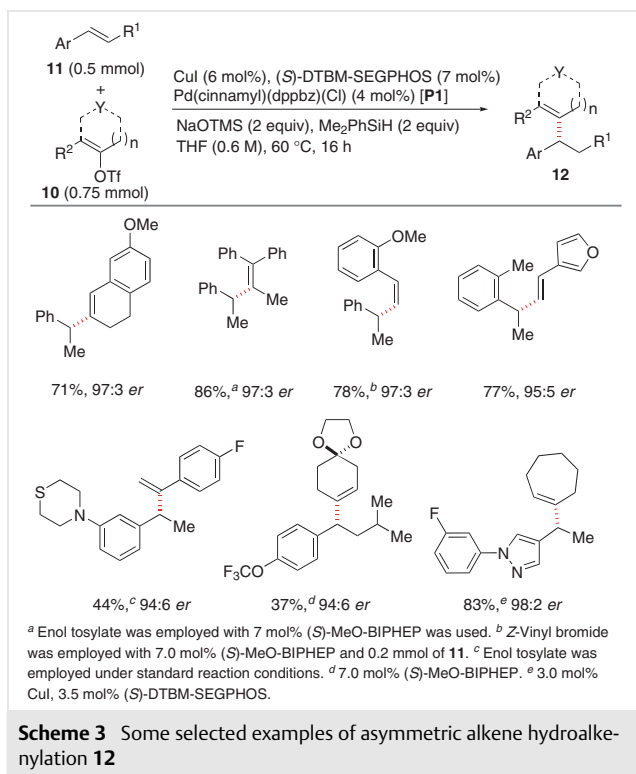 Ar R¹
11 (0.5 mmol)
+
Y
R² ( )n
OTf
10 (0.75 mmol)
CuI (6 mol%), (S)-DTBM-SEGPHOS (7 mol%)
Pd(cinnamyl)(dppbz)(Cl) (4 mol%) [P1]
NaOTMS (2 equiv), Me₂PhSiH (2 equiv)
THF (0.6 M), 60 °C, 16 h
Y
R² ( )n
Ar R¹
12
OMe
Ph
Me
71%, 97:3 er
Ph Ph
Ph Me
Me
86%,ᵃ 97:3 er
OMe
Ph
Me
78%,ᵇ 97:3 er
Me O
Me
77%, 95:5 er
F
S
N Me
44%,ᶜ 94:6 er
O O
Me
Me
F₃CO
37%,ᵈ 94:6 er
F
Me
N
N
83%,ᵉ 98:2 er
ᵃ Enol tosylate was employed with 7 mol% (S)-MeO-BIPHEP was used. ᵇ Z-Vinyl bromide
was employed with 7.0 mol% (S)-MeO-BIPHEP and 0.2 mmol of 11. ᶜ Enol tosylate was
employed under standard reaction conditions. ᵈ 7.0 mol% (S)-MeO-BIPHEP. ᵉ 3.0 mol%
CuI, 3.5 mol% (S)-DTBM-SEGPHOS.
Scheme 3 Some selected examples of asymmetric alkene hydroalke-
nylation 12